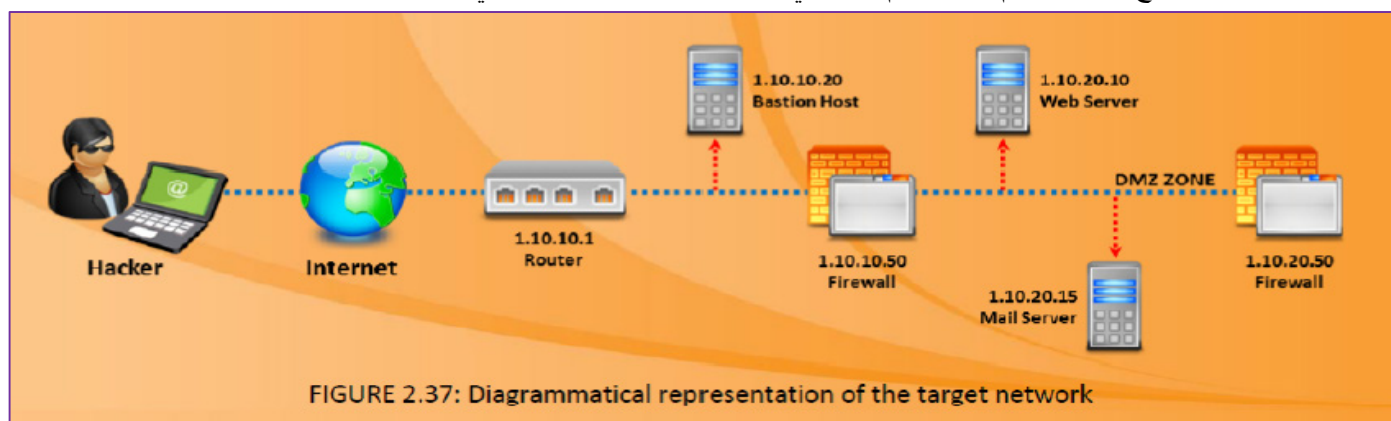 1.10.10.20
Bastion Host
1.10.20.10
Web Server
@
DMZ ZONE
Hacker
Internet
1.10.10.1
Router
1.10.10.50
Firewall
1.10.20.15
Mail Server
1.10.20.50
Firewall
FIGURE 2.37: Diagrammatical representation of the target network